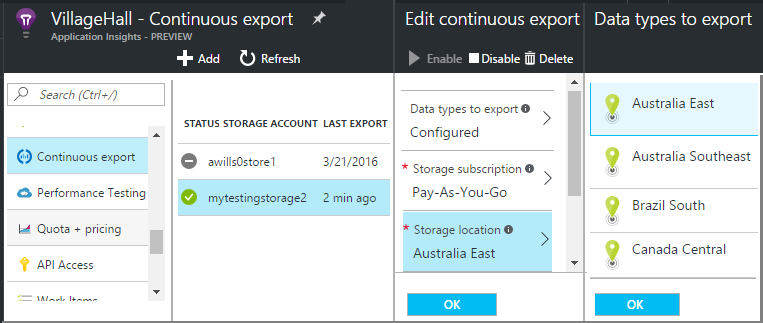 VillageHall - Continuous export
Application Insights - PREVIEW
Add
Refresh
Search (Ctrl+/)
Continuous export
Performance Testing
Quota + pricing
API Access
Work Items
STATUS STORAGE ACCOUNT LAST EXPORT
awills0store1 3/21/2016
mytestingstorage2 2 min ago
Edit continuous export
Enable Disable Delete
Data types to export
Configured
* Storage subscription
Pay-As-You-Go
* Storage location
Australia East
OK
Data types to export
Australia East
Australia Southeast
Brazil South
Canada Central
OK